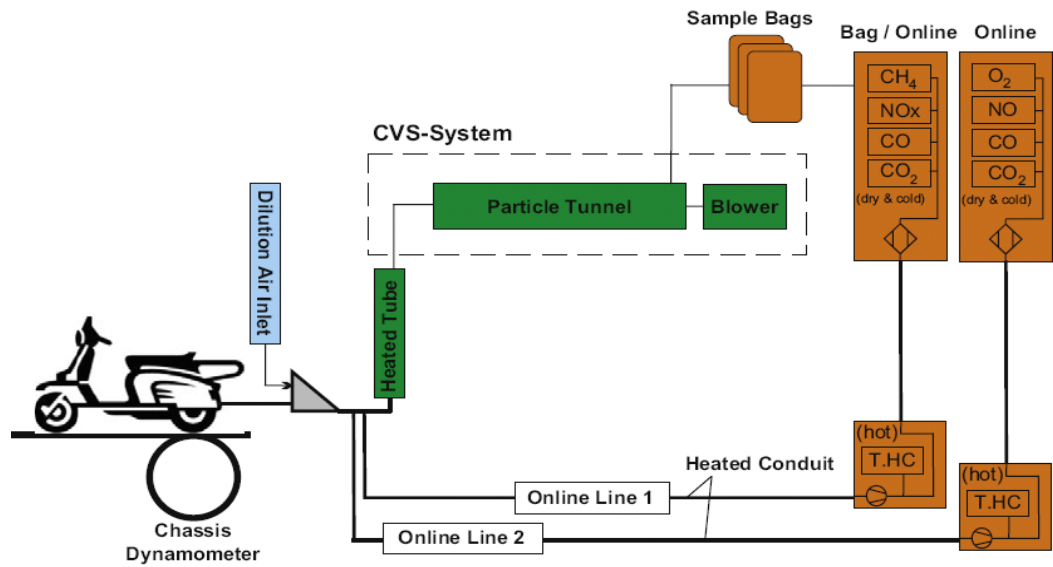 Sample Bags
Bag / Online
Online
CH4
NOx
CO
CO2
(dry & cold)
O2
NO
CO
CO2
(dry & cold)
CVS-System
Particle Tunnel
Blower
Dilution Air Inlet
Heated Tube
(hot)
T.HC
(hot)
T.HC
Heated Conduit
Online Line 1
Online Line 2
Chassis
Dynamometer